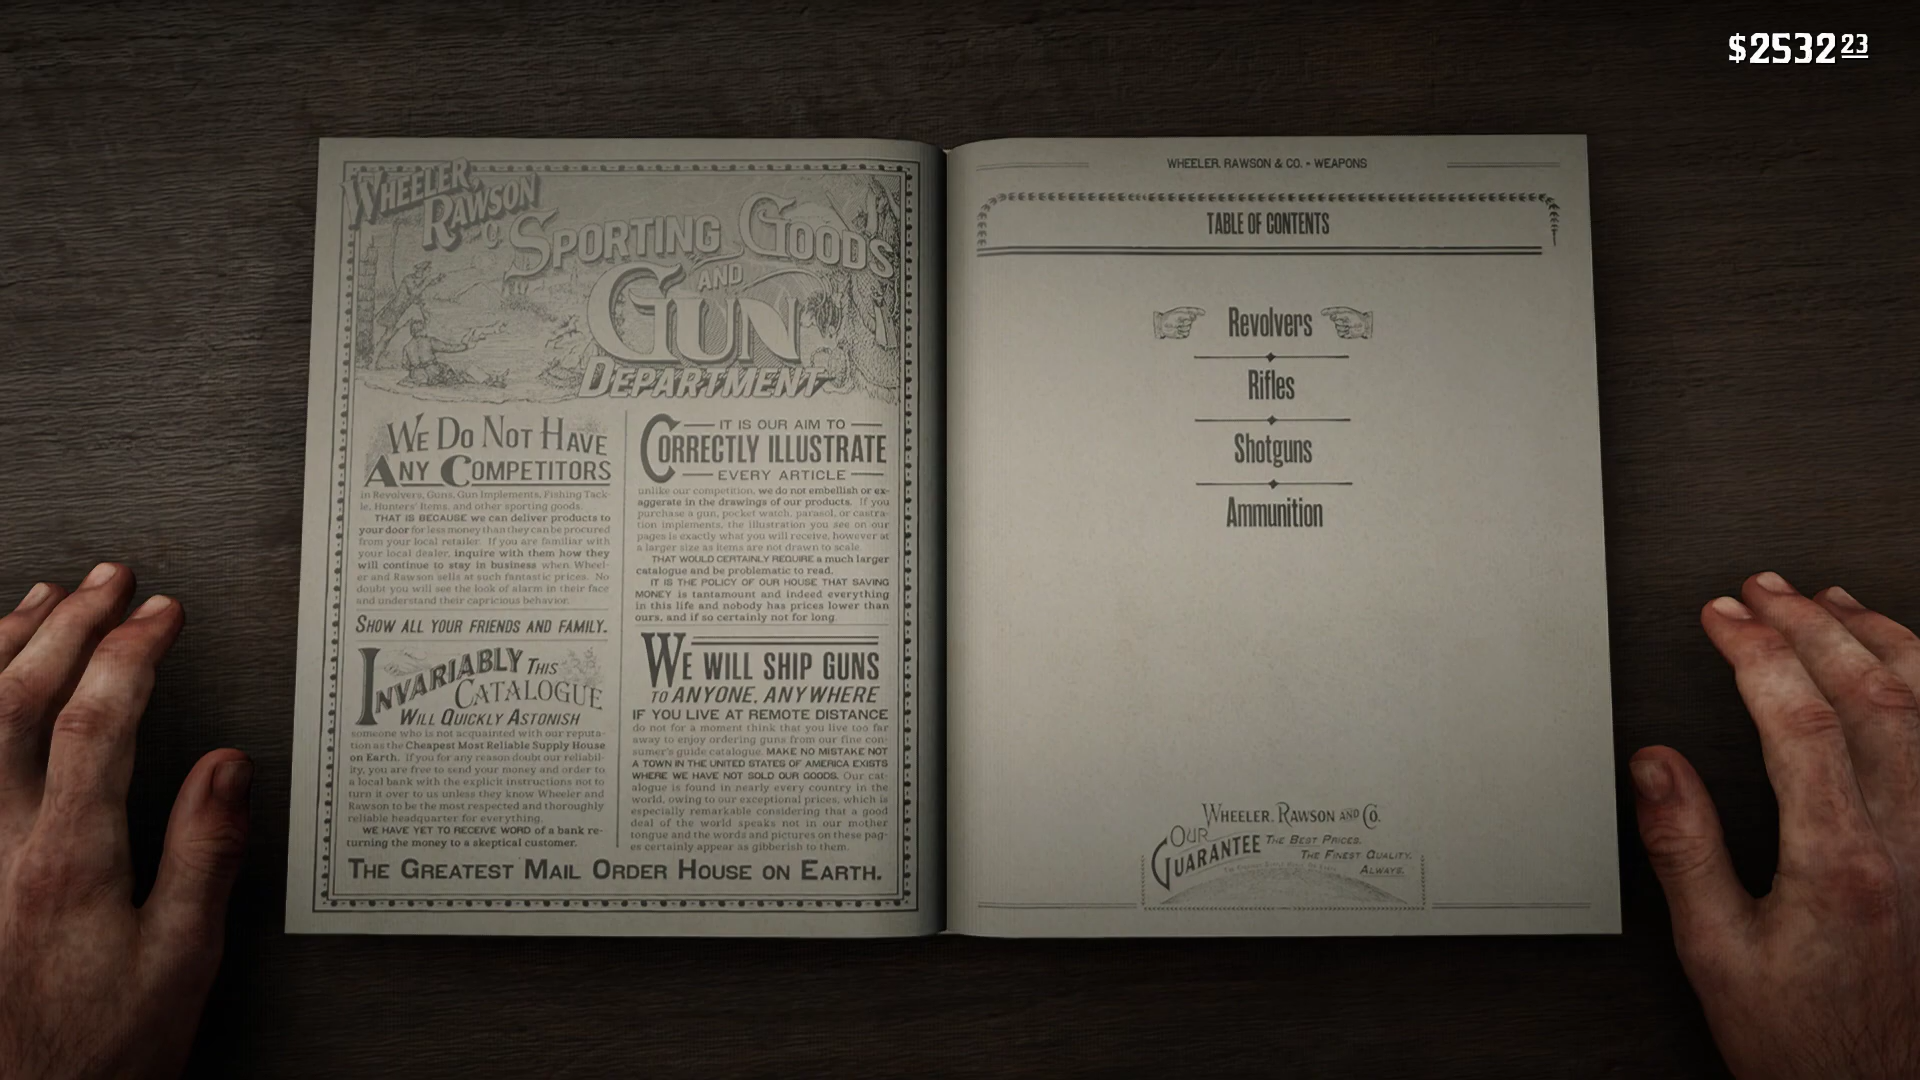 $2532 23
WHEELER, RAWSON & Co.
SPORTING GOODS
AND
GUN
DEPARTMENT
WE DO NOT HAVE
ANY COMPETITORS
in Revolvers, Guns, Gun Implements, Fishing Tack-
le, Hunters' Items, and other sporting goods.
THAT IS BECAUSE we can deliver products to
your door for less money than they can be procured
from your local retailer. If you are familiar with
your local dealer, inquire with them how they
will continue to stay in business when Wheel-
er and Rawson sells at such fantastic prices. No
doubt you will see the look of alarm in their face
and understand their capricious behavior.
SHOW ALL YOUR FRIENDS AND FAMILY.
INVARIABLY THIS
CATALOGUE
WILL QUICKLY ASTONISH
someone who is not acquainted with our reputa-
tion as the Cheapest Most Reliable Supply House
on Earth. If you for any reason doubt our reliabil-
ity, you are free to send your money and order to
a local bank with the explicit instructions not to
turn it over to us unless they know Wheeler and
Rawson to be the most respected and thoroughly
reliable headquarter for everything.
WE HAVE YET TO RECEIVE WORD of a bank re-
turning the money to a skeptical customer.
IT IS OUR AIM TO
CORRECTLY ILLUSTRATE
EVERY ARTICLE
unlike our competition, we do not embellish or ex-
aggerate in the drawings of our products. If you
purchase a gun, pocket watch, parasol, or castra-
tion implements, the illustration you see on our
pages is exactly what you will receive, however at
a larger size as items are not drawn to scale.
THAT WOULD CERTAINLY REQUIRE a much larger
catalogue and be problematic to read.
IT IS THE POLICY OF OUR HOUSE THAT SAVING
MONEY is tantamount and indeed everything
in this life and nobody has prices lower than
ours, and if so certainly not for long.
WE WILL SHIP GUNS
TO ANYONE, ANYWHERE
IF YOU LIVE AT REMOTE DISTANCE
do not for a moment think that you live too far
away to enjoy ordering guns from our fine con-
sumer's guide catalogue. MAKE NO MISTAKE NOT
A TOWN IN THE UNITED STATES OF AMERICA EXISTS
WHERE WE HAVE NOT SOLD OUR GOODS. Our cat-
alogue is found in nearly every country in the
world, owing to our exceptional prices, which is
especially remarkable considering that a good
deal of the world speaks not in our mother
tongue and the words and pictures on these pag-
es certainly appear as gibberish to them.
THE GREATEST MAIL ORDER HOUSE ON EARTH.
WHEELER, RAWSON & CO. - WEAPONS
TABLE OF CONTENTS
Revolvers
Rifles
Shotguns
Ammunition
WHEELER, RAWSON AND CO.
OUR
GUARANTEE THE BEST PRICES.
THE FINEST QUALITY.
ALWAYS.